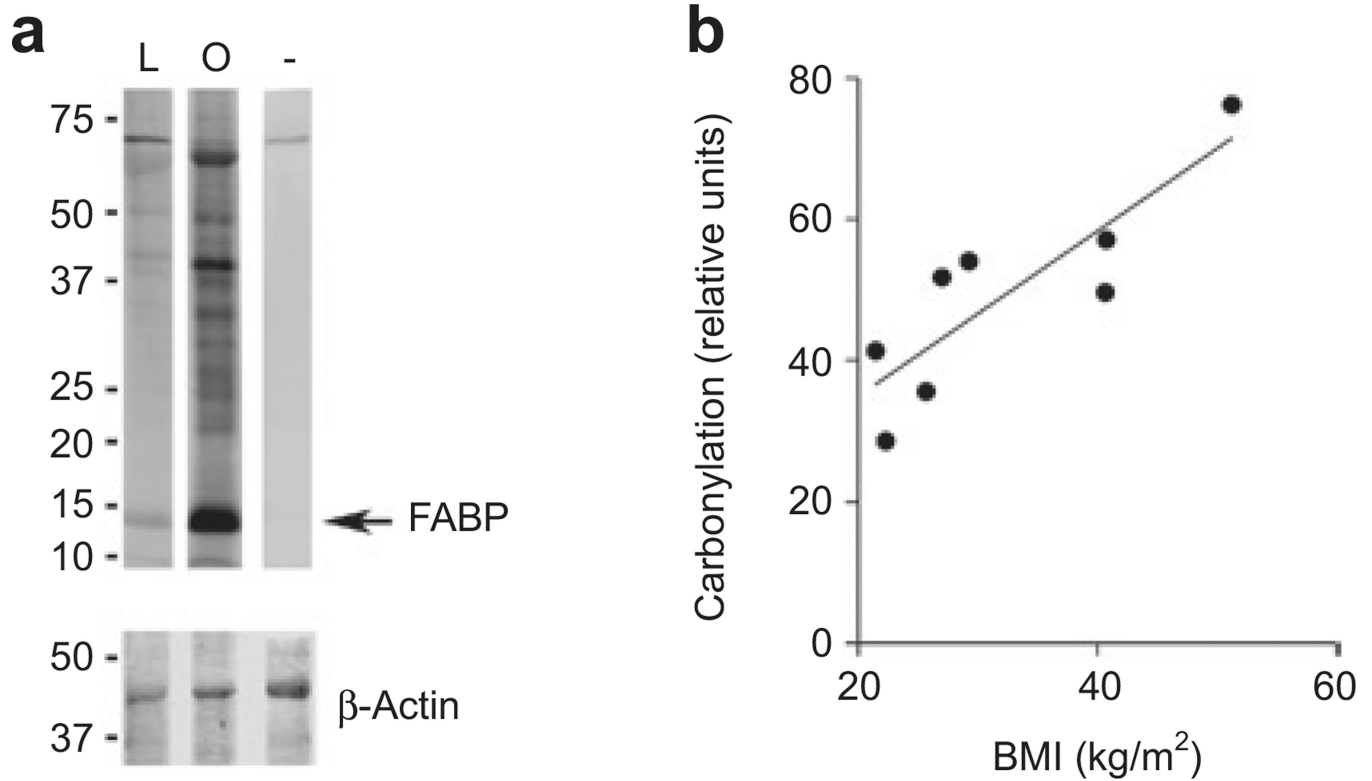 a
L O -
75
50
37
25
20
15
10
FABP
50
37
β-Actin
b
Carbonylation (relative units)
80
60
40
20
0
20 40 60
BMI (kg/m²)